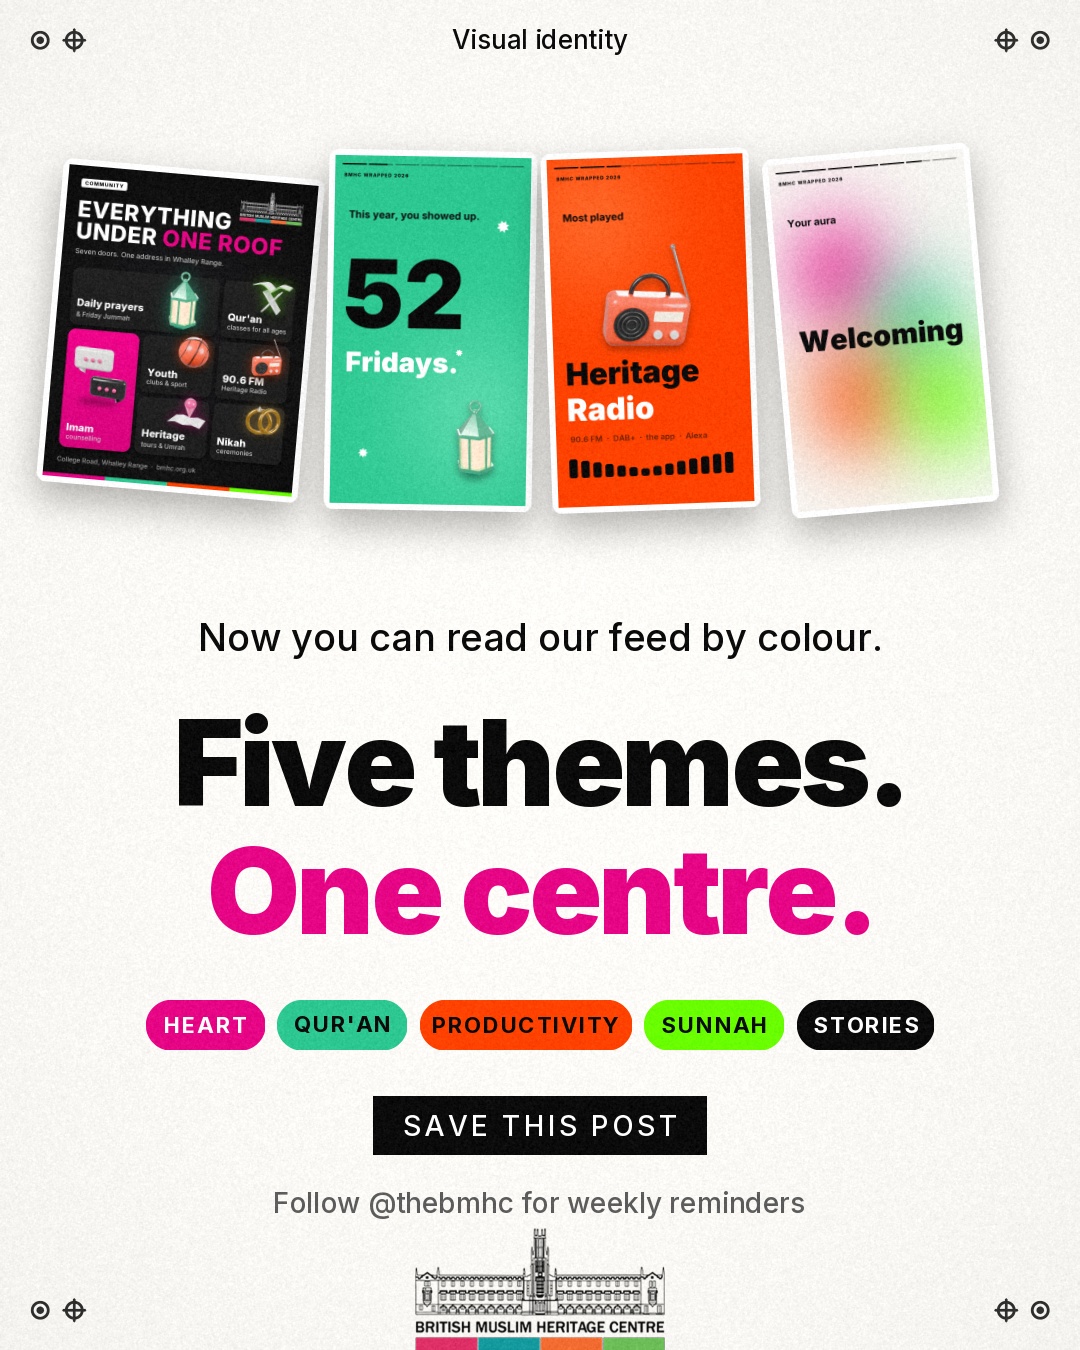 Visual identity
COMMUNITY
EVERYTHING
UNDER ONE ROOF
BRITISH MUSLIM HERITAGE CENTRE
Seven doors. One address in Whalley Range.
Daily prayers
& Friday Jummah
Qur'an
classes for all ages
Youth
clubs & sport
90.6 FM
Heritage Radio
Imam
counselling
Heritage
tours & Umrah
Nikah
ceremonies
College Road, Whalley Range · bmhc.org.uk
BMHC WRAPPED 2026
This year, you showed up.
52
Fridays.
BMHC WRAPPED 2026
Most played
Heritage
Radio
90.6 FM · DAB+ · the app · Alexa
BMHC WRAPPED 2026
Your aura
Welcoming
Now you can read our feed by colour.
Five themes.
One centre.
HEART
QUR'AN
PRODUCTIVITY
SUNNAH
STORIES
SAVE THIS POST
Follow @thebmhc for weekly reminders
BRITISH MUSLIM HERITAGE CENTRE